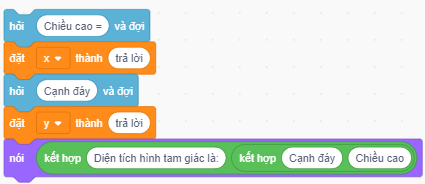 hỏi Chiều cao = và đợi
đặt x thành trả lời
hỏi Cạnh đáy và đợi
đặt y thành trả lời
nói kết hợp Diện tích hình tam giác là: kết hợp Cạnh đáy Chiều cao